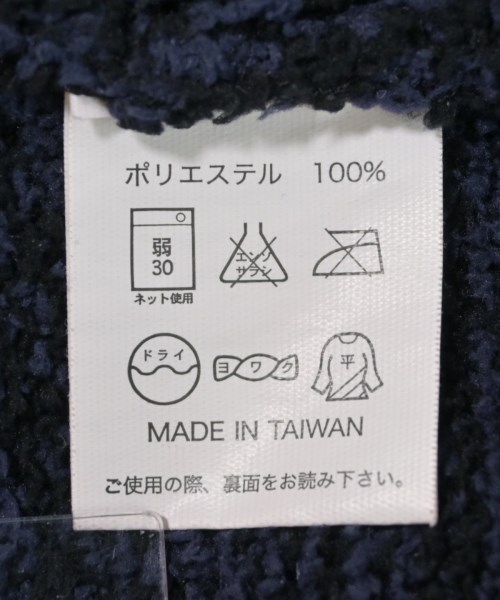 ポリエステル 100%
弱
30
ネット使用
エンソ
サラシ
ドライ
ヨワク
平
MADE IN TAIWAN
ご使用の際、裏面をお読み下さい。